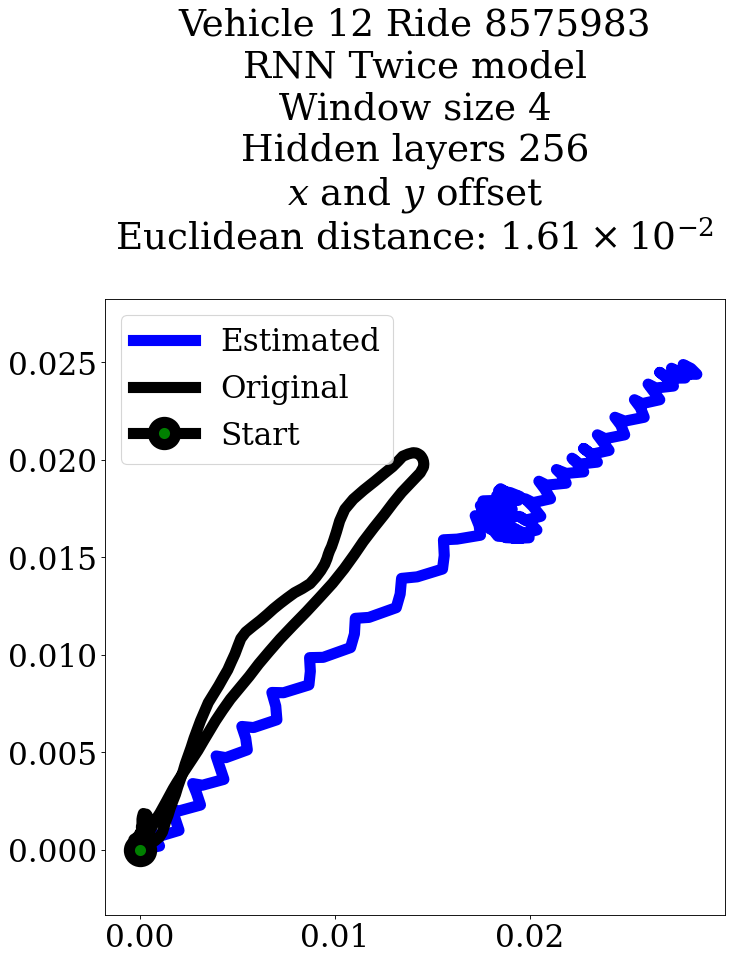 Vehicle 12 Ride 8575983
RNN Twice model
Window size 4
Hidden layers 256
x and y offset
Euclidean distance: 1.61 × 10⁻²
Estimated
Original
Start
0.025
0.020
0.015
0.010
0.005
0.000
0.00 0.01 0.02